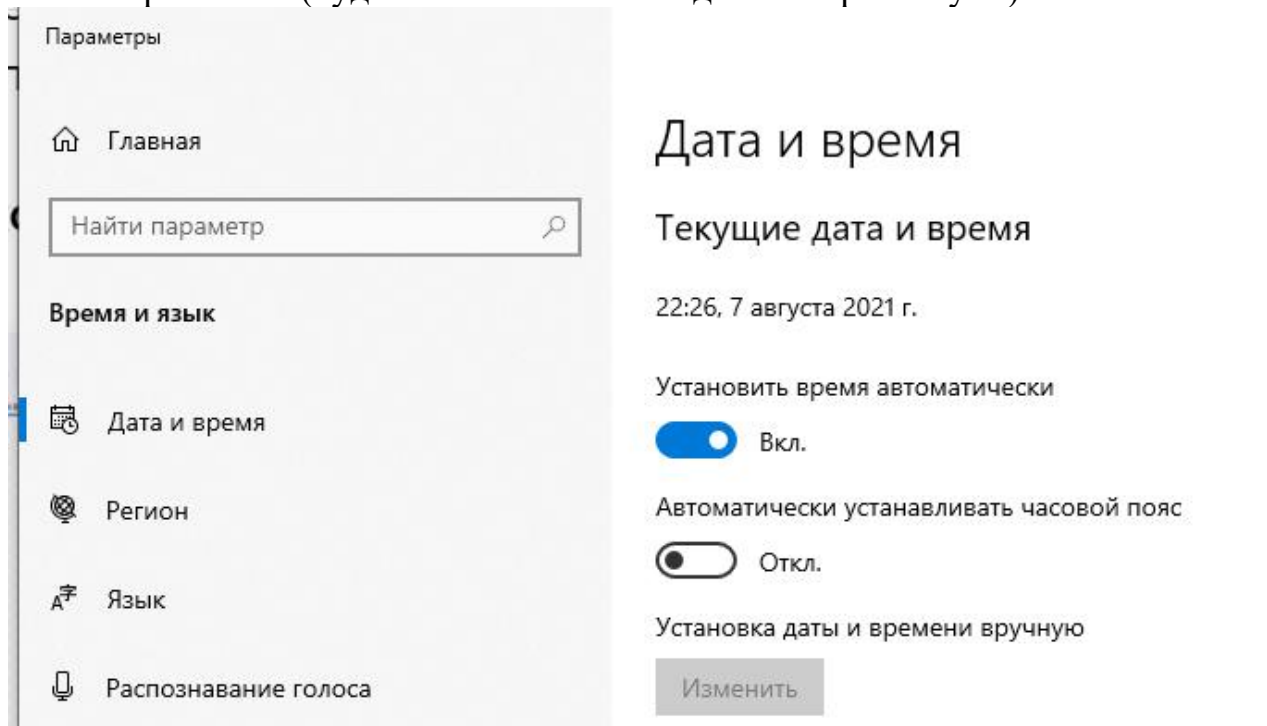 Параметры
Главная
Найти параметр
Время и язык
Дата и время
Регион
Язык
Распознавание голоса
Дата и время
Текущие дата и время
22:26, 7 августа 2021 г.
Установить время автоматически
Вкл.
Автоматически устанавливать часовой пояс
Откл.
Установка даты и времени вручную
Изменить